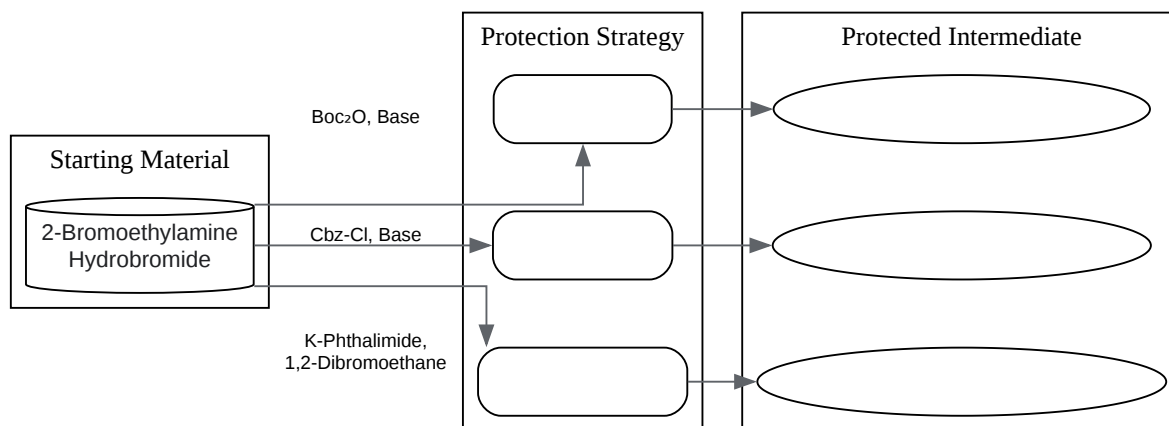 Protection Strategy
Protected Intermediate
Boc₂O, Base
Starting Material
2-Bromoethylamine
Hydrobromide
Cbz-Cl, Base
K-Phthalimide,
1,2-Dibromoethane